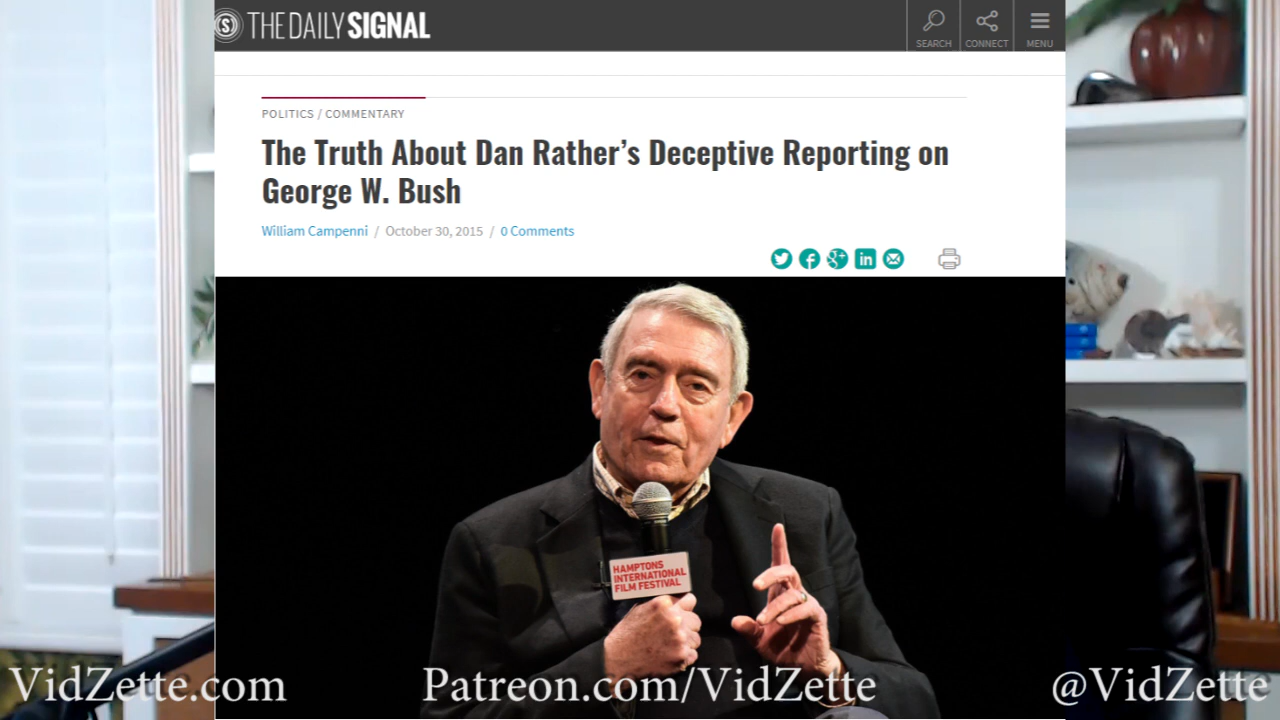 THE DAILY SIGNAL
SEARCH
CONNECT
MENU
POLITICS / COMMENTARY
The Truth About Dan Rather's Deceptive Reporting on
George W. Bush
William Campenni / October 30, 2015 / 0 Comments
HAMPTONS
INTERNATIONAL
FILM FESTIVAL
VidZette.com
Patreon.com/VidZette
@VidZette